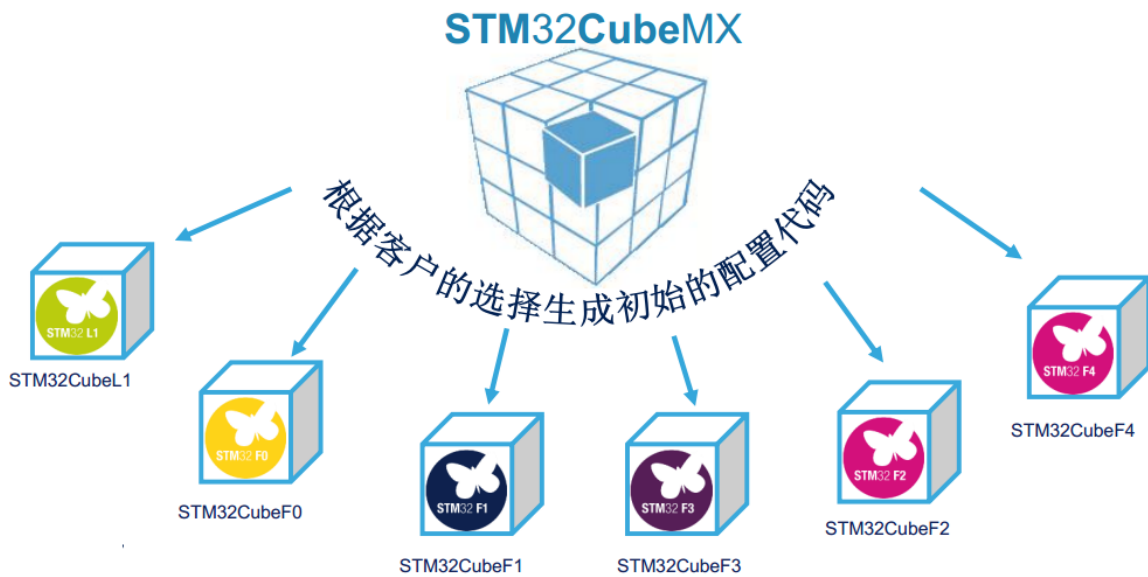 STM32CubeMX
根据客户的选择生成初始的配置代码
STM32 L1
STM32CubeL1
STM32 F0
STM32CubeF0
STM32 F1
STM32CubeF1
STM32 F3
STM32CubeF3
STM32 F2
STM32CubeF2
STM32 F4
STM32CubeF4